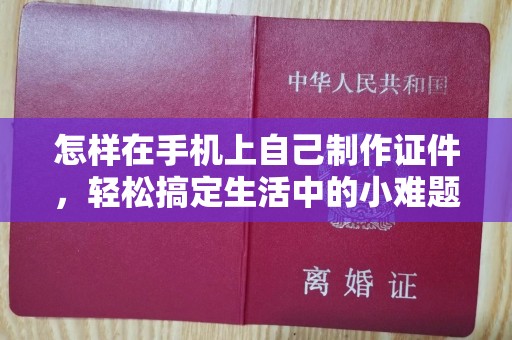 中华人民共和国
怎样在手机上自己制作证件
，轻松搞定生活中的小难题
离婚证